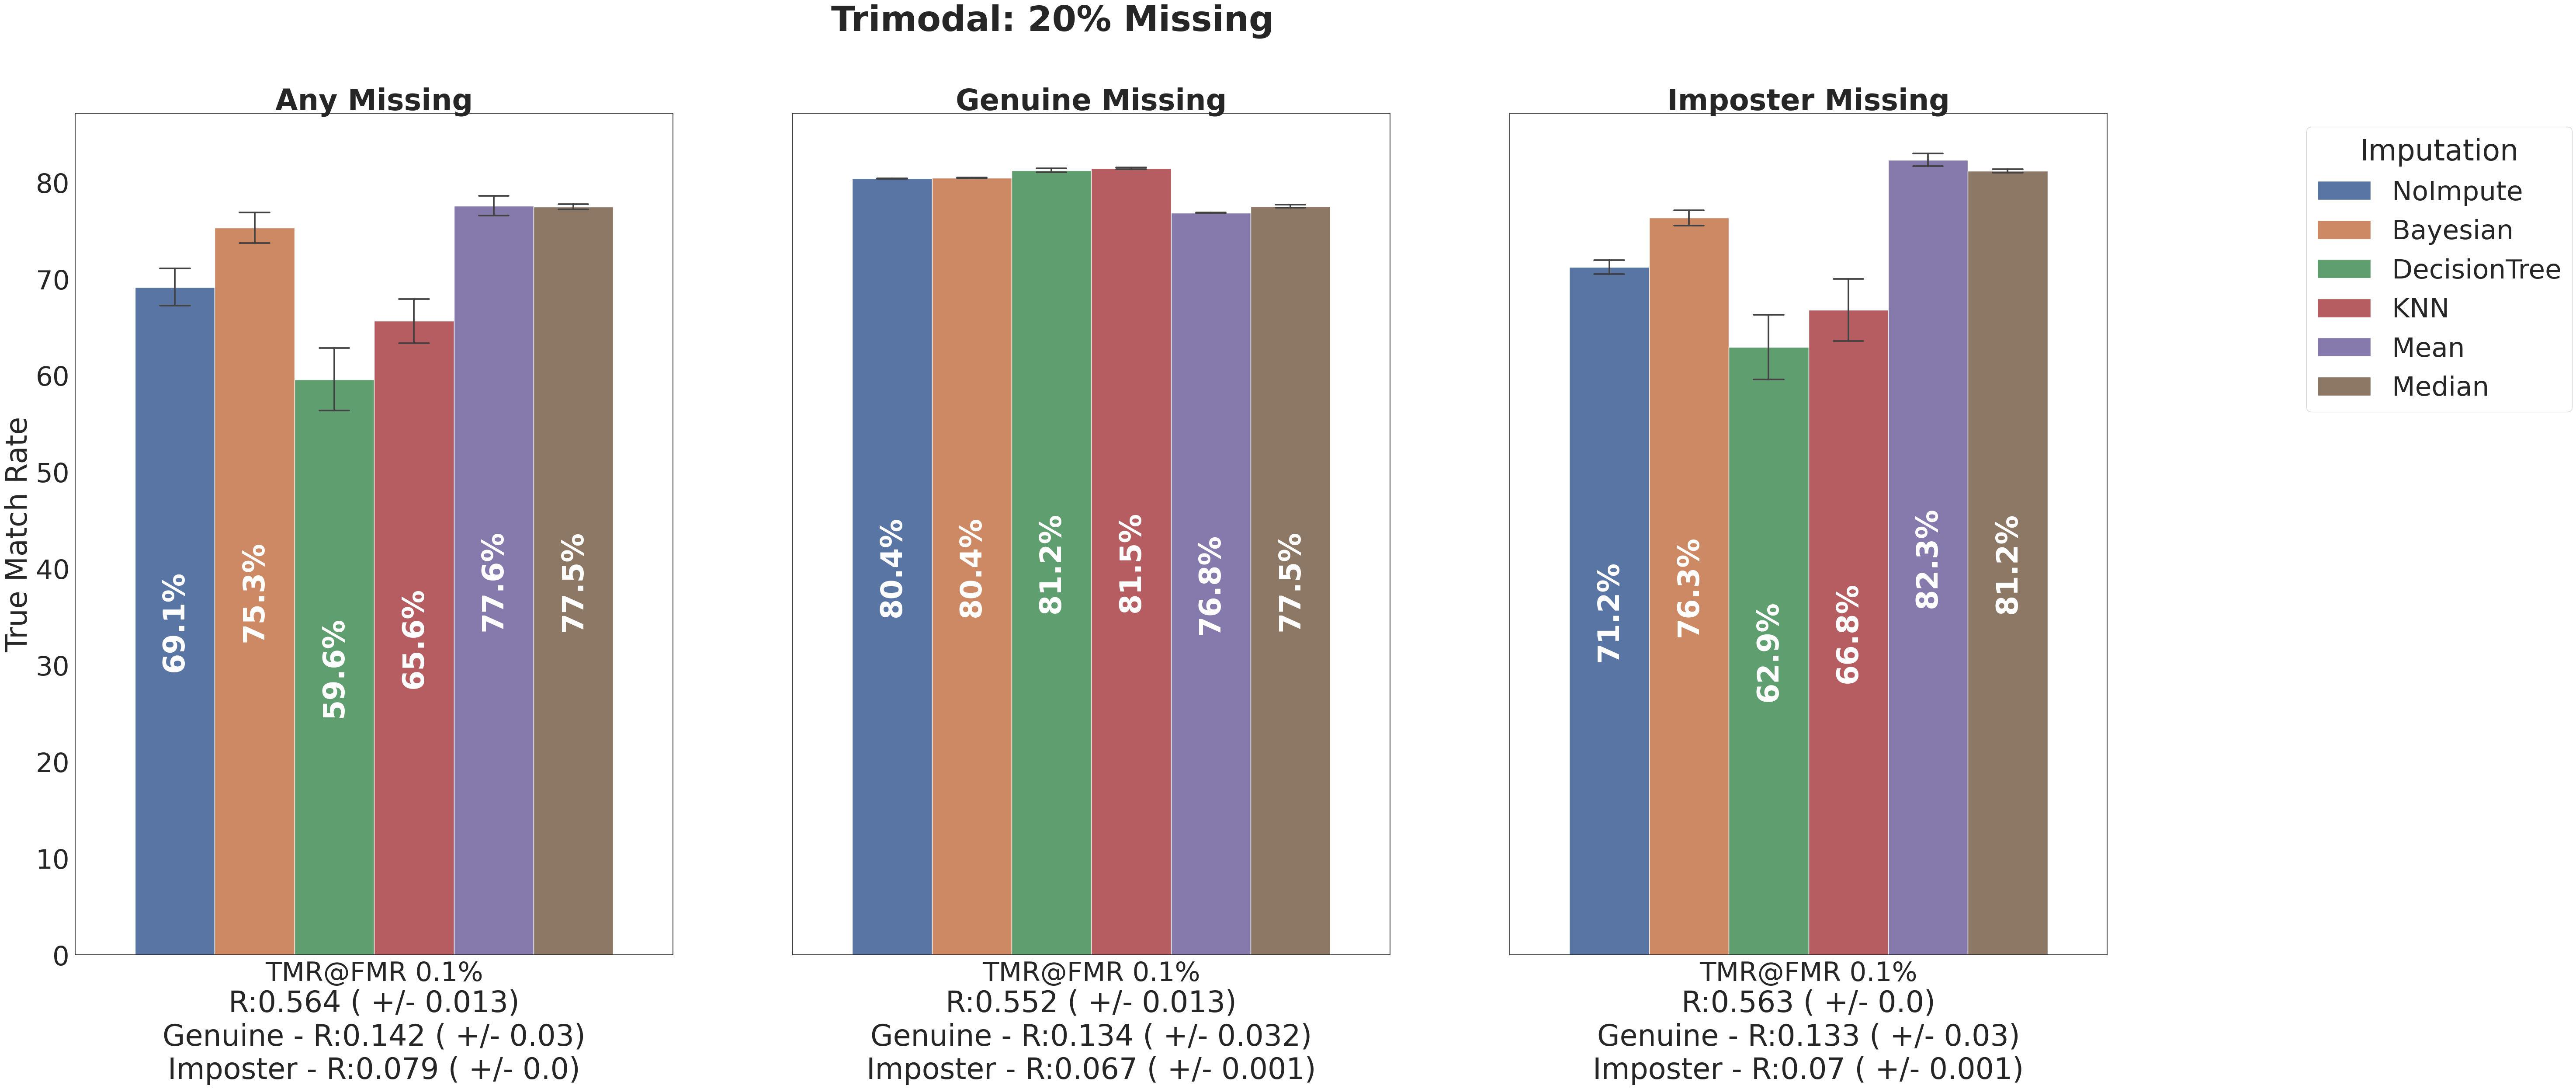 Trimodal: 20% Missing
Any Missing
Genuine Missing
Imposter Missing
True Match Rate
80
70
60
50
40
30
20
10
0
69.1%
75.3%
59.6%
65.6%
77.6%
77.5%
80.4%
80.4%
81.2%
81.5%
76.8%
77.5%
71.2%
76.3%
62.9%
66.8%
82.3%
81.2%
TMR@FMR 0.1%
R:0.564 ( +/- 0.013)
Genuine - R:0.142 ( +/- 0.03)
Imposter - R:0.079 ( +/- 0.0)
TMR@FMR 0.1%
R:0.552 ( +/- 0.013)
Genuine - R:0.134 ( +/- 0.032)
Imposter - R:0.067 ( +/- 0.001)
TMR@FMR 0.1%
R:0.563 ( +/- 0.0)
Genuine - R:0.133 ( +/- 0.03)
Imposter - R:0.07 ( +/- 0.001)
Imputation
NoImpute
Bayesian
DecisionTree
KNN
Mean
Median